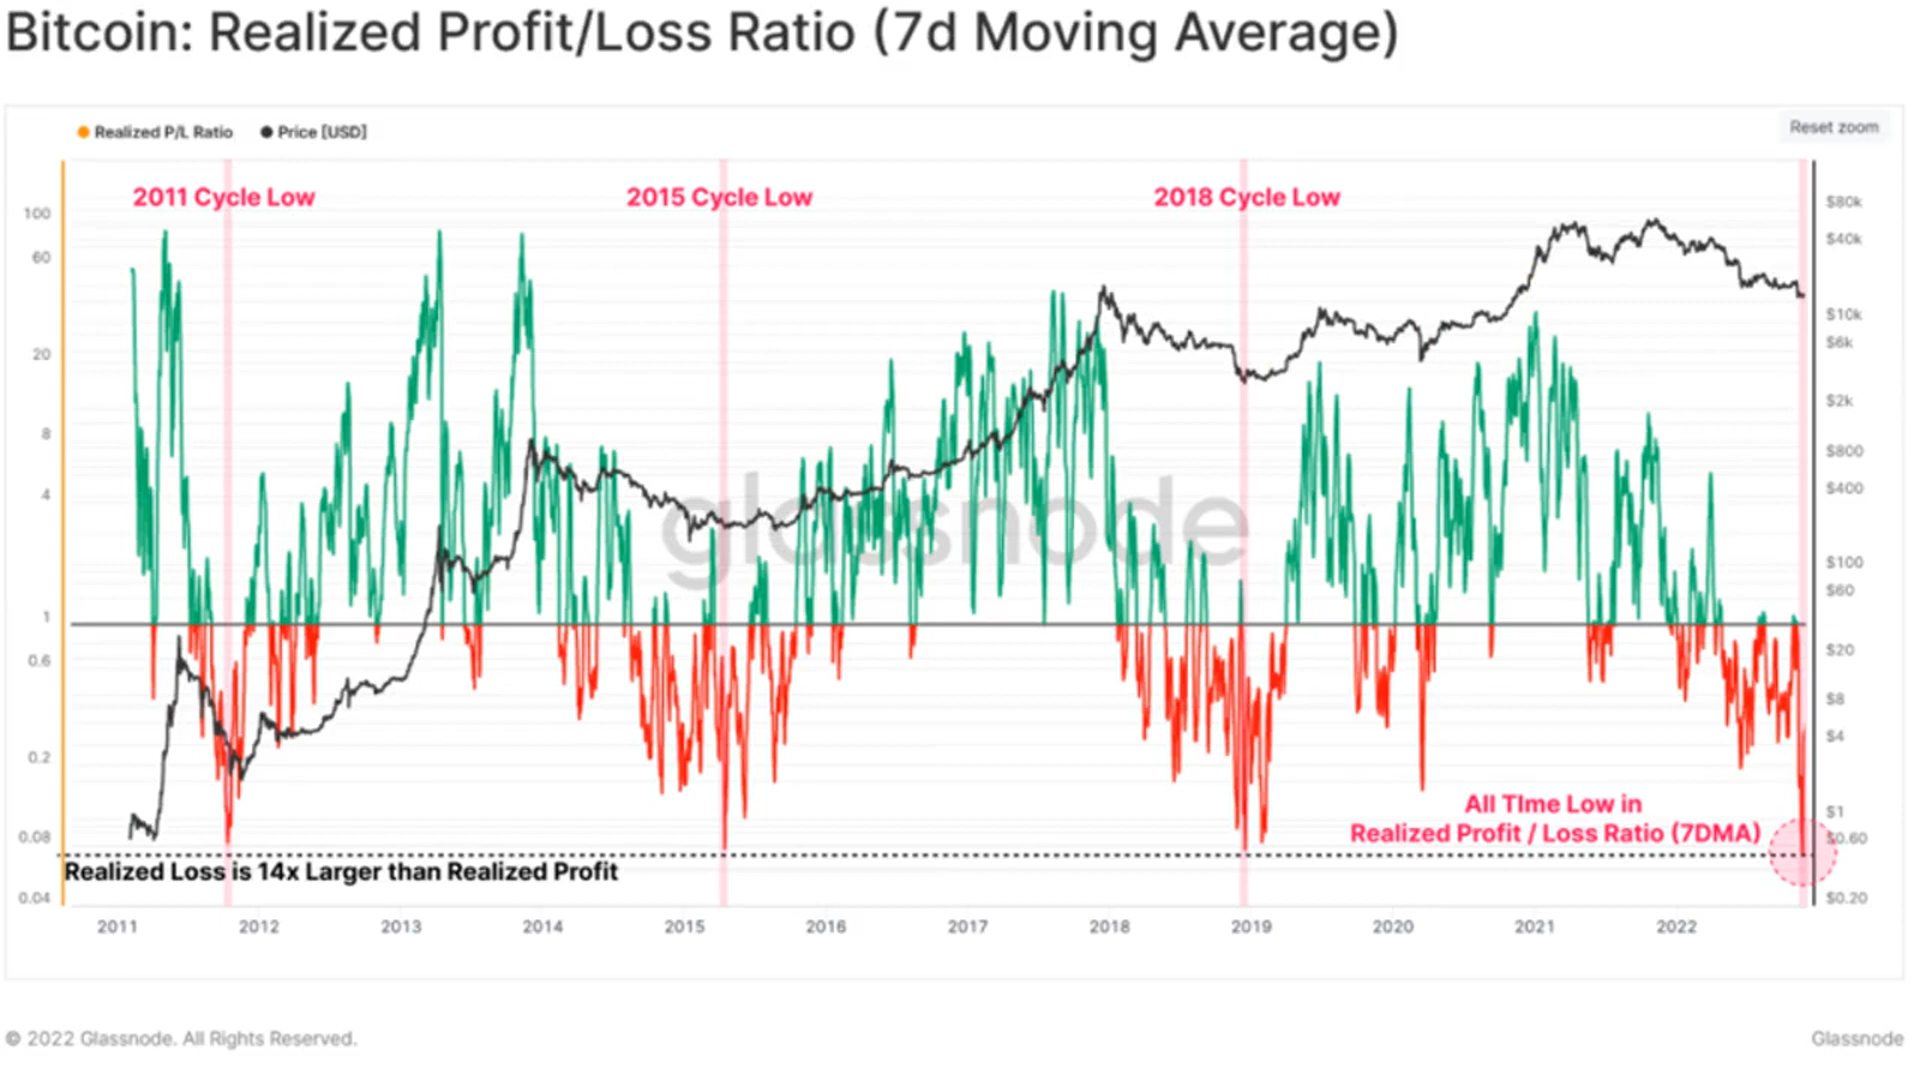 Bitcoin: Realized Profit/Loss Ratio (7d Moving Average)
Realized P/L Ratio
Price [USD]
Reset zoom
2011 Cycle Low
2015 Cycle Low
2018 Cycle Low
100
60
20
8
4
1
0.6
0.2
0.08
0.04
$80k
$40k
$10k
$6k
$2k
$800
$400
$100
$60
$20
$8
$4
$1
$0.60
$0.20
glassnode
All TIme Low in
Realized Profit / Loss Ratio (7DMA)
Realized Loss is 14x Larger than Realized Profit
2011
2012
2013
2014
2015
2016
2017
2018
2019
2020
2021
2022
© 2022 Glassnode. All Rights Reserved.
Glassnode